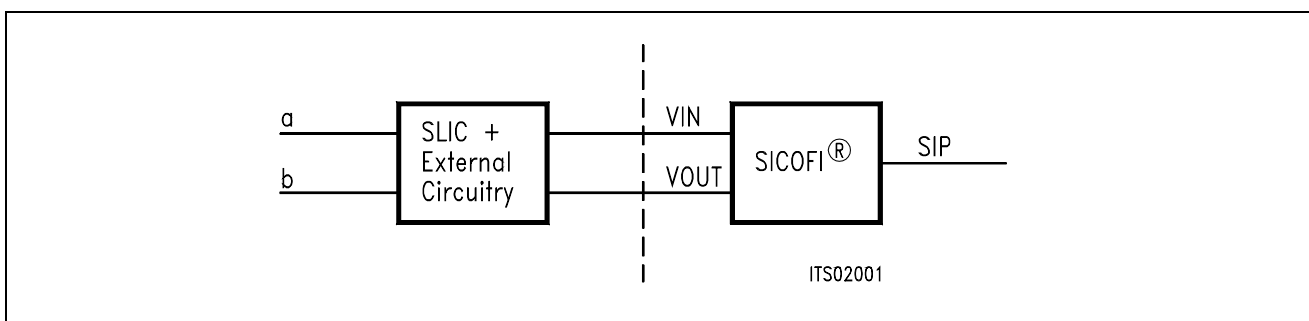 a
b
SLIC +
External
Circuitry
VIN
VOUT
SICOFI®
SIP
ITS02001